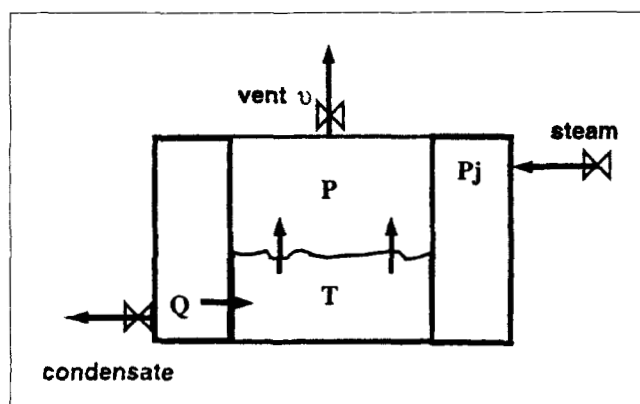 vent υ
steam
P
Pj
T
Q
condensate